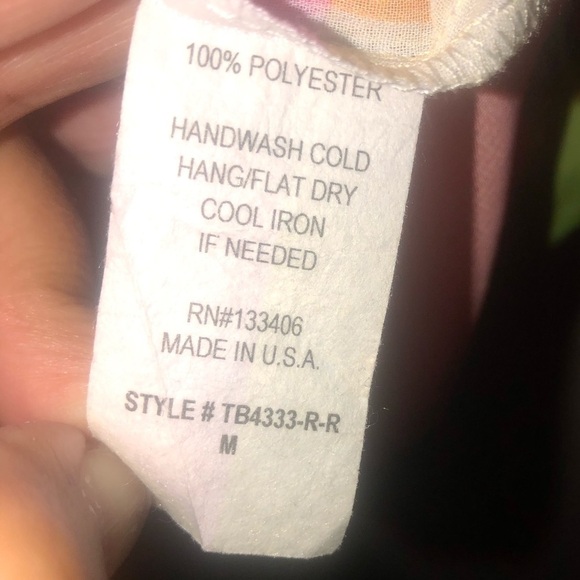 100% POLYESTER
HANDWASH COLD
HANG/FLAT DRY
COOL IRON
IF NEEDED
RN#133406
MADE IN U.S.A.
STYLE # TB4333-R-R
M